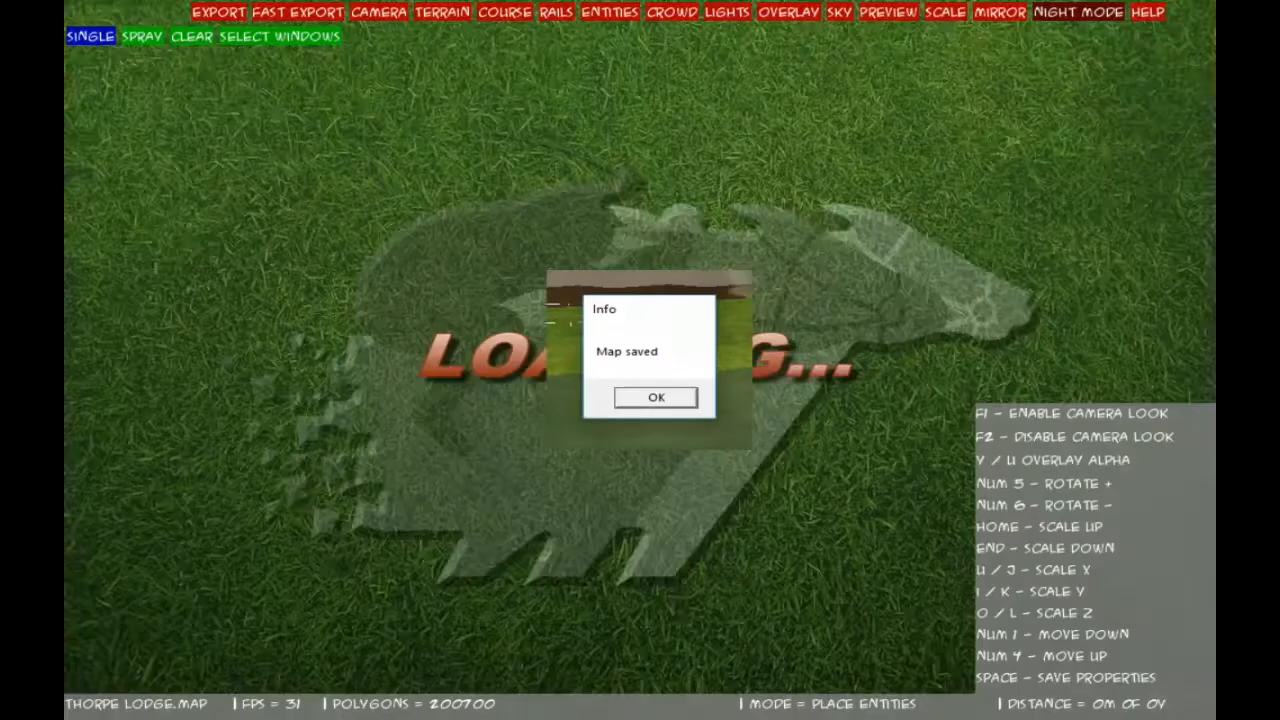 EXPORT FAST EXPORT CAMERA TERRAIN COURSE RAILS ENTITIES CROWD LIGHTS OVERLAY SKY PREVIEW SCALE MIRROR NIGHT MODE HELP
SINGLE SPRAY CLEAR SELECT WINDOWS
Info
Map saved
LOA G...
OK
F1 - ENABLE CAMERA LOOK
F2 - DISABLE CAMERA LOOK
Y / U OVERLAY ALPHA
NUM 5 - ROTATE +
NUM 6 - ROTATE -
HOME - SCALE UP
END - SCALE DOWN
U / J - SCALE X
I / K - SCALE Y
O / L - SCALE Z
NUM 1 - MOVE DOWN
NUM 4 - MOVE UP
SPACE - SAVE PROPERTIES
THORPE LODGE.MAP | FPS = 31 | POLYGONS = 200700 | MODE = PLACE ENTITIES | DISTANCE = 0M OF 0Y